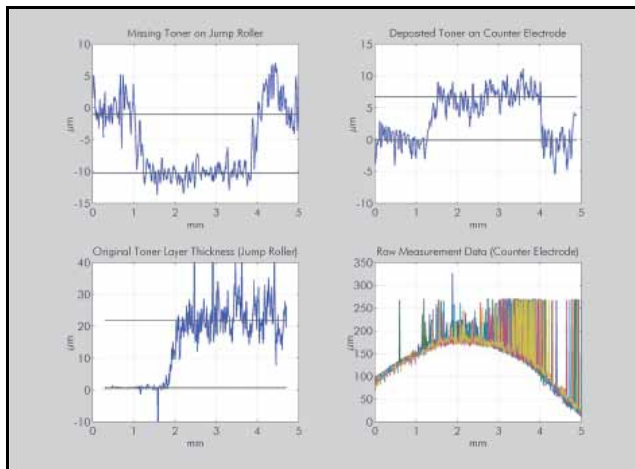 Missing Toner on Jump Roller
10
5
0
-5
-10
-15
µm
0 1 2 3 4 5
mm
Deposited Toner on Counter Electrode
15
10
5
0
-5
-10
µm
0 1 2 3 4 5
mm
Original Toner Layer Thickness (Jump Roller)
40
30
20
10
0
-10
µm
0 1 2 3 4 5
mm
Raw Measurement Data (Counter Electrode)
350
300
250
200
150
100
50
0
µm
0 1 2 3 4 5
mm